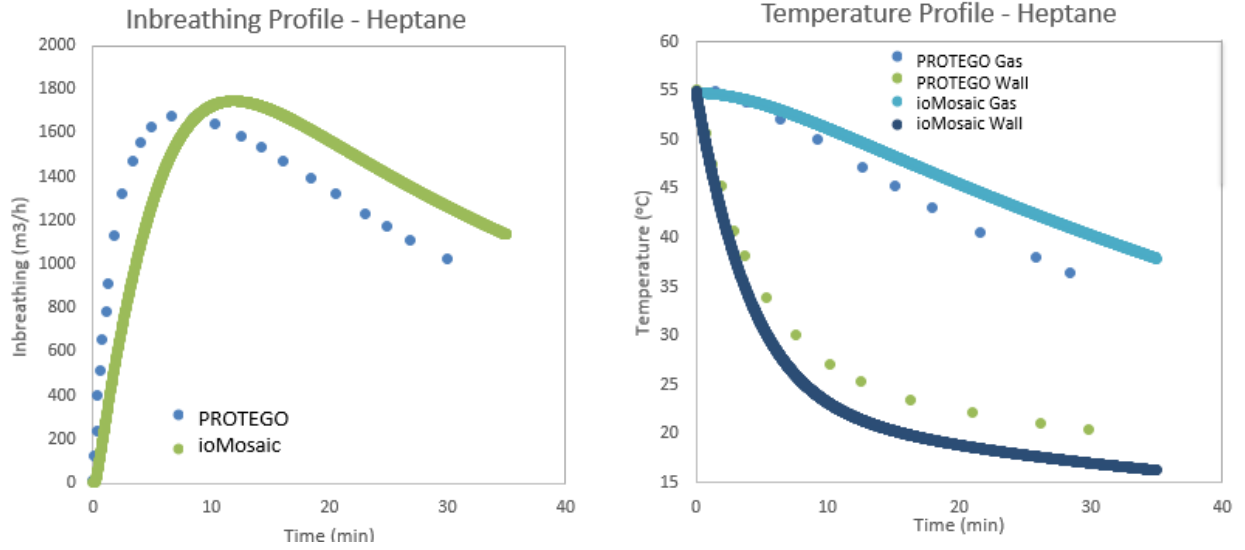 Inbreathing Profile - Heptane
2000
1800
1600
1400
1200
1000
800
600
400
200
0
Inbreathing (m3/h)
PROTEGO
ioMosaic
0 10 20 30 40
Time (min)
Temperature Profile - Heptane
60
55
50
45
40
35
30
25
20
15
Temperature (°C)
PROTEGO Gas
PROTEGO Wall
ioMosaic Gas
ioMosaic Wall
0 10 20 30 40
Time (min)